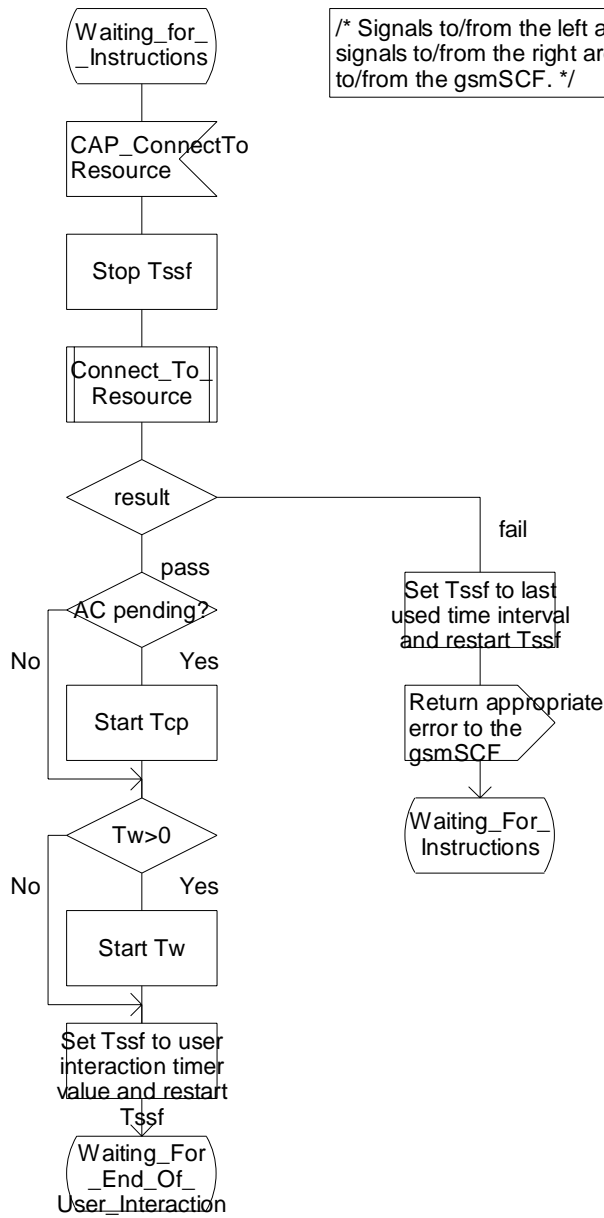 Waiting_for_
_Instructions
/* Signals to/from the left a
signals to/from the right ar
to/from the gsmSCF. */
CAP_ConnectTo
Resource
Stop Tssf
Connect_To_
Resource
result
fail
pass
AC pending?
Set Tssf to last
used time interval
and restart Tssf
No
Yes
Start Tcp
Return appropriate
error to the
gsmSCF
Tw>0
Waiting_For_
Instructions
No
Yes
Start Tw
Set Tssf to user
interaction timer
value and restart
Tssf
Waiting_For
_End_Of_
User_Interaction